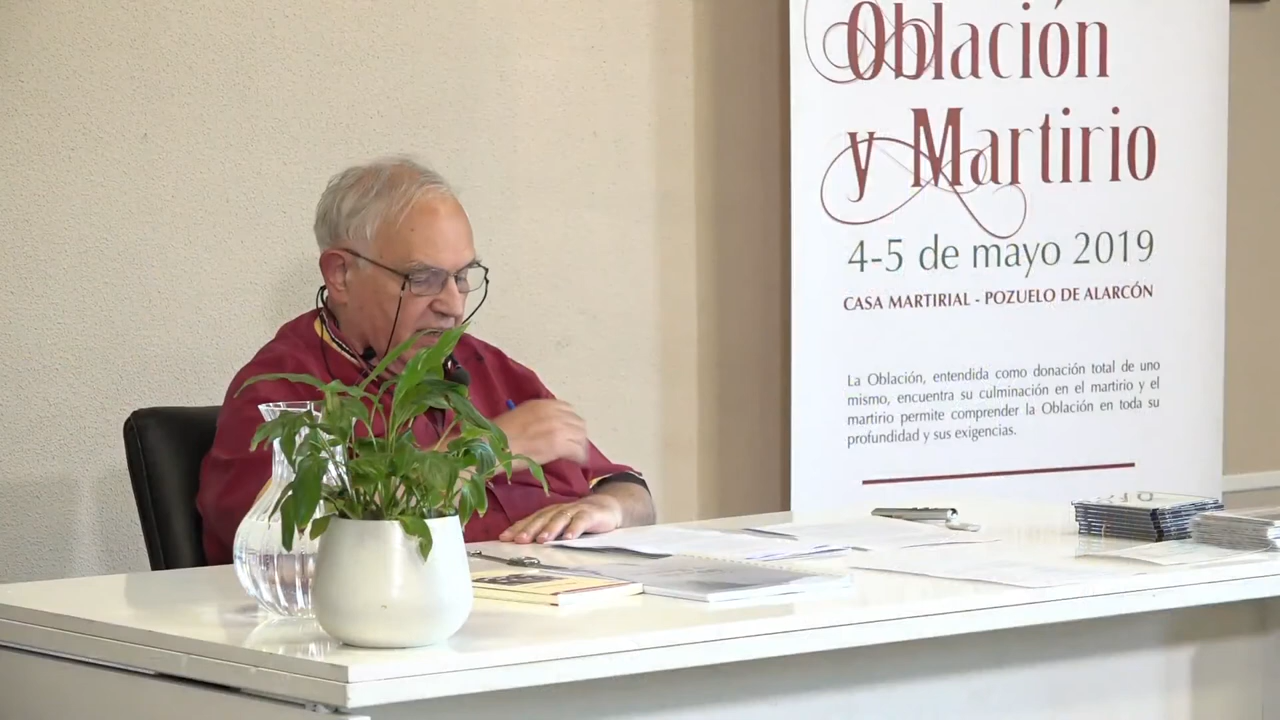 Oblación
y Martirio
4-5 de mayo 2019
CASA MARTIRIAL - POZUELO DE ALARCÓN
La Oblación, entendida como donación total de uno
mismo, encuentra su culminación en el martirio y el
martirio permite comprender la Oblación en toda su
profundidad y sus exigencias.